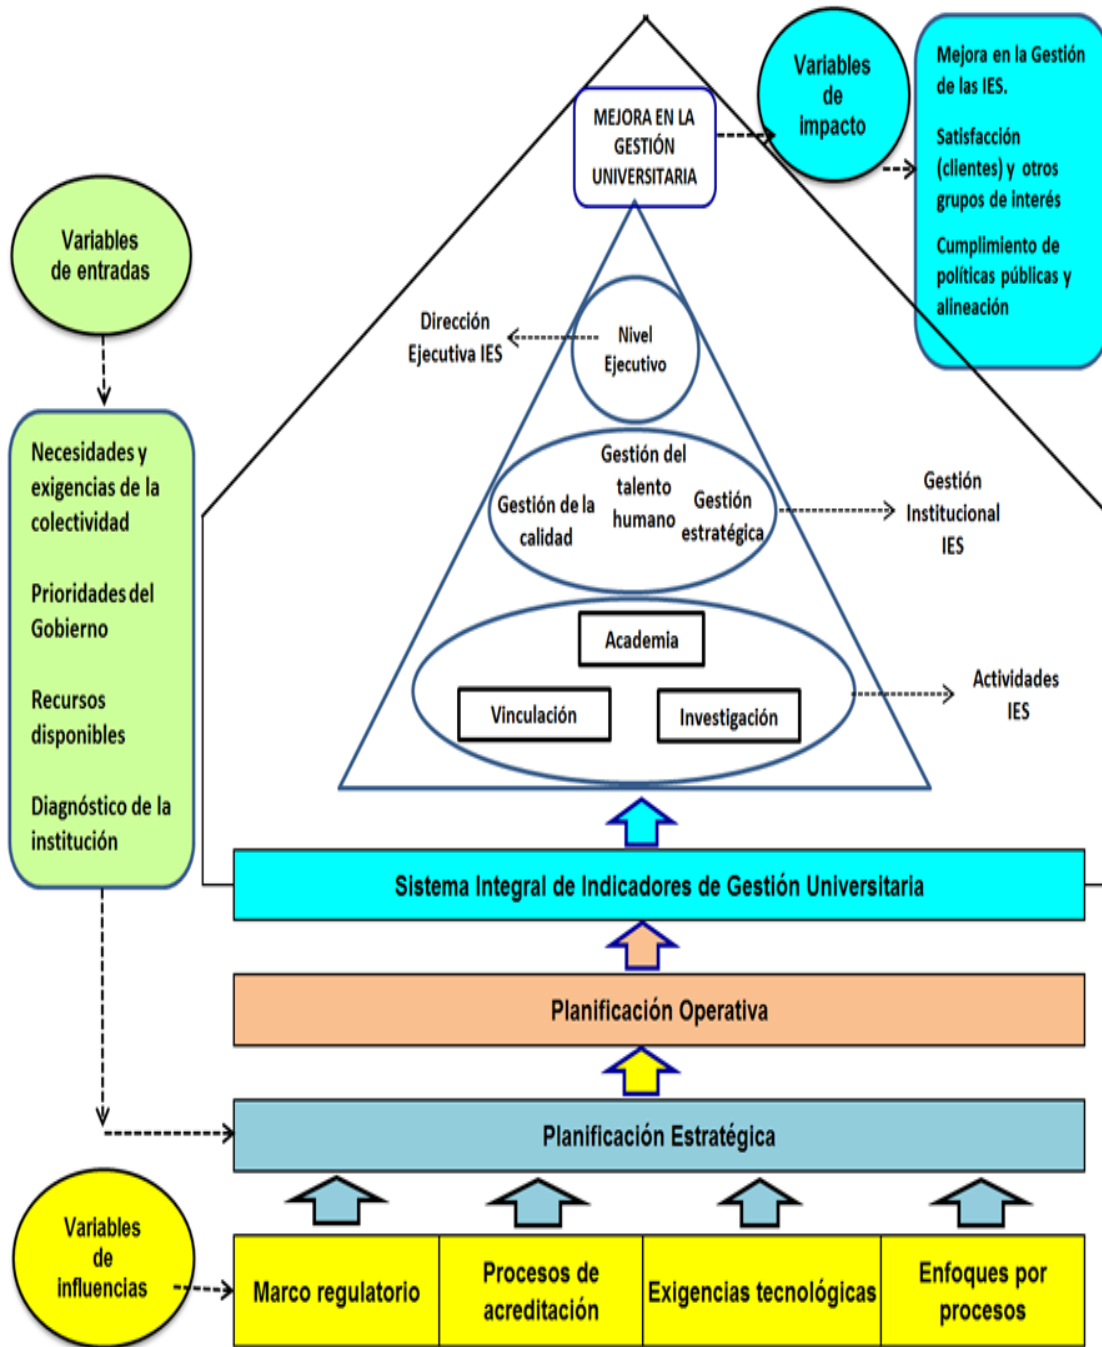 Variables
de
impacto
Mejora en la Gestión
de las IES.
Satisfacción
(clientes) y otros
grupos de interés
Cumplimiento de
políticas públicas y
alineación
MEJORA EN LA
GESTIÓN
UNIVERSITARIA
Variables
de entradas
Necesidades y
exigencias de la
colectividad
Prioridades del
Gobierno
Recursos
disponibles
Diagnóstico de la
institución
Dirección
Ejecutiva IES
Nivel
Ejecutivo
Gestión de la
calidad
Gestión del
talento
humano
Gestión
estratégica
Gestión
Institucional
IES
Academia
Vinculación
Investigación
Actividades
IES
Sistema Integral de Indicadores de Gestión Universitaria
Planificación Operativa
Planificación Estratégica
Variables
de
influencias
Marco regulatorio
Procesos de
acreditación
Exigencias tecnológicas
Enfoques por
procesos